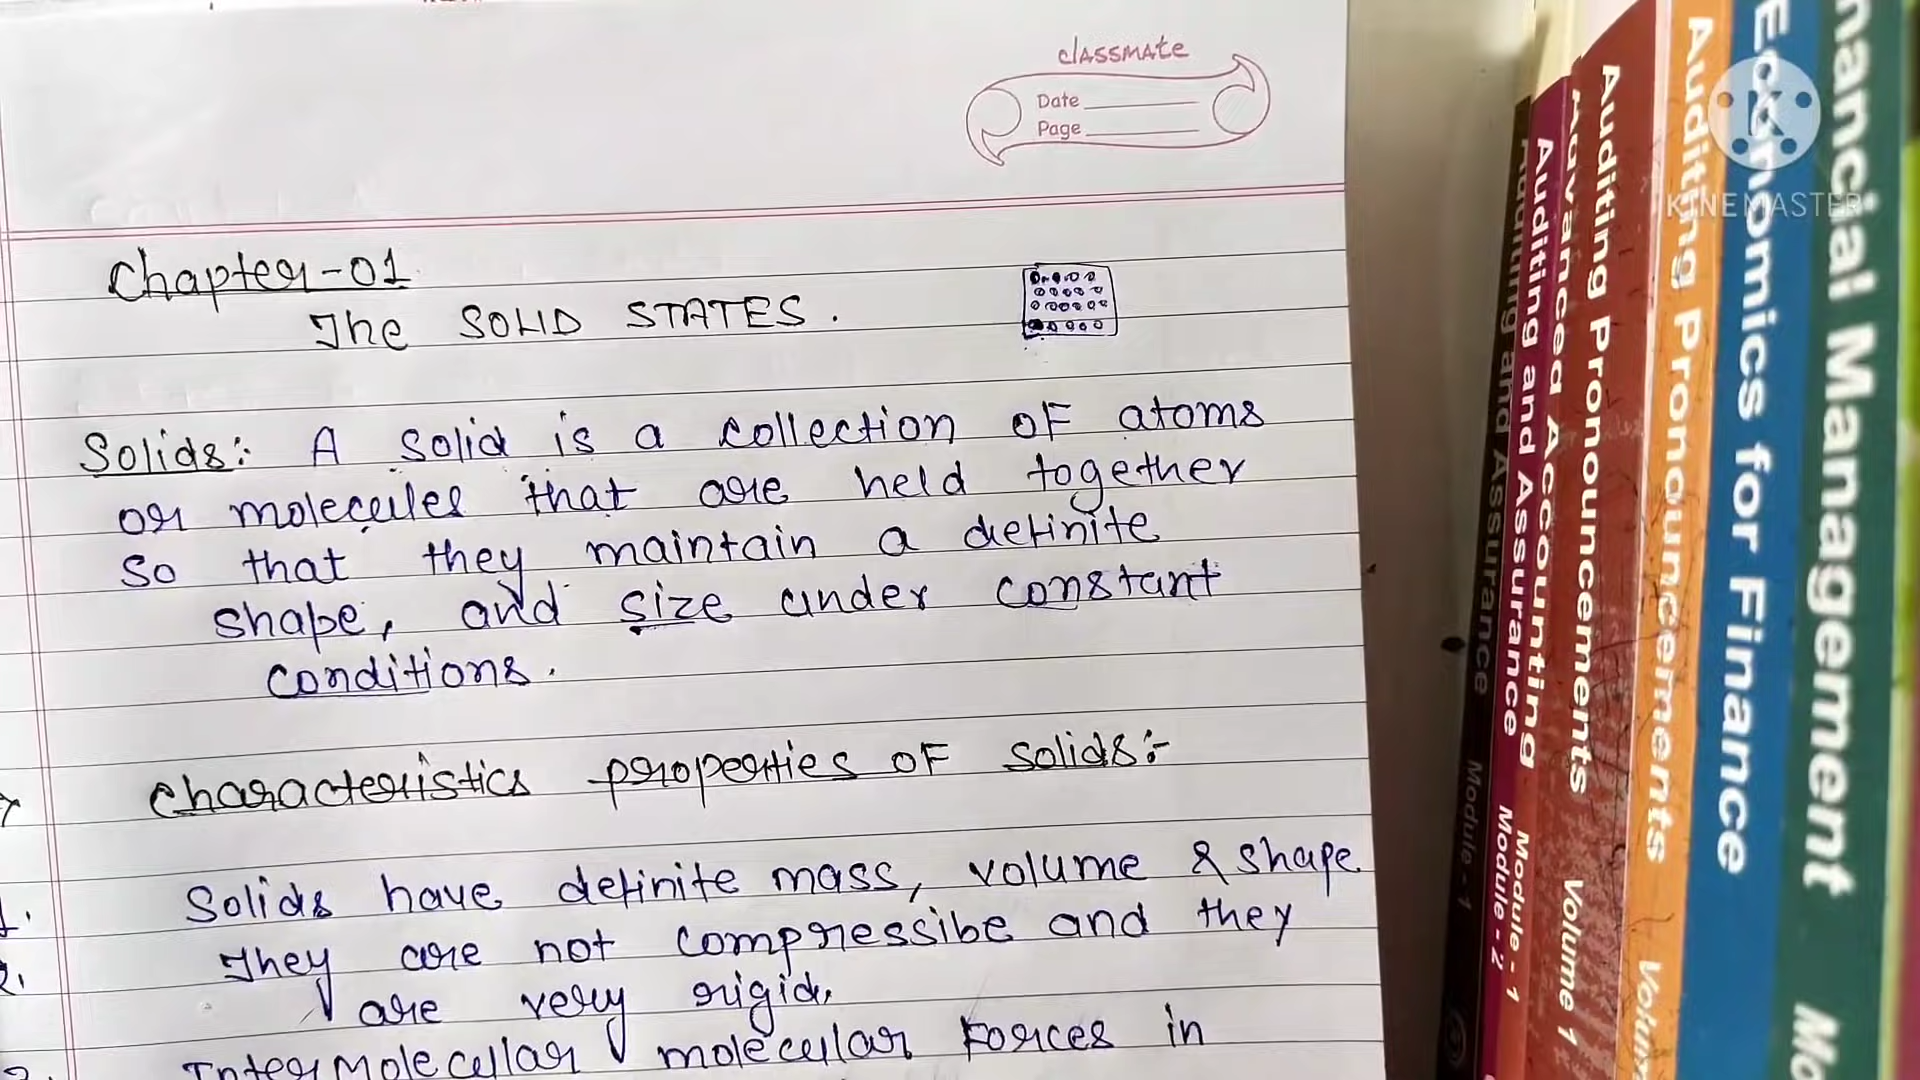 classmate
Date
Page
Chapter-01
The SOLID STATES.
Solids:- A solid is a collection of atoms
or molecules that are held together
so that they maintain a definite
shape, and size under constant
conditions.
Characteristics properties of solids:-
1. Solids have definite mass, volume & shape
2. They are not compressibe and they
are very rigid.
3. Intermolecular molecular forces in
Auditing and Assurance Module - 1
Auditing and Assurance Module - 2
Advanced Accounting Module - 1
Auditing Pronouncements Volume 1
Auditing Pronouncements
Economics for Finance
Management
KINEMASTER